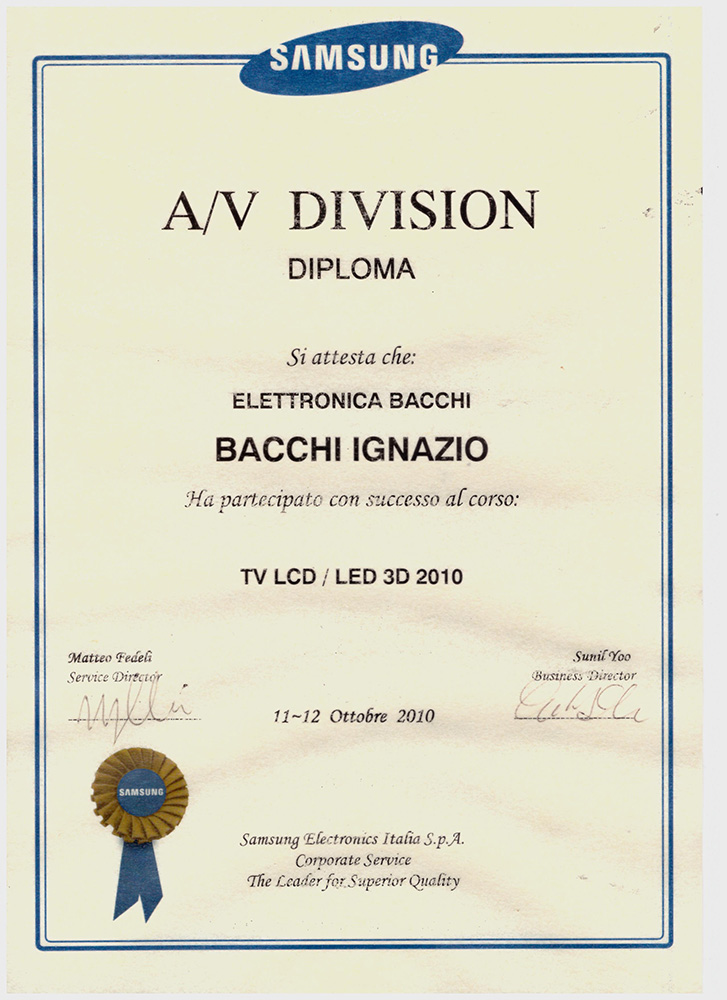 SAMSUNG
A/V DIVISION
DIPLOMA
Si attesta che:
ELETTRONICA BACCHI
BACCHI IGNAZIO
Ha partecipato con successo al corso:
TV LCD / LED 3D 2010
Matteo Fedeli
Service Director
Sunil Yoo
Business Director
11~12 Ottobre 2010
SAMSUNG
Samsung Electronics Italia S.p.A.
Corporate Service
The Leader for Superior Quality